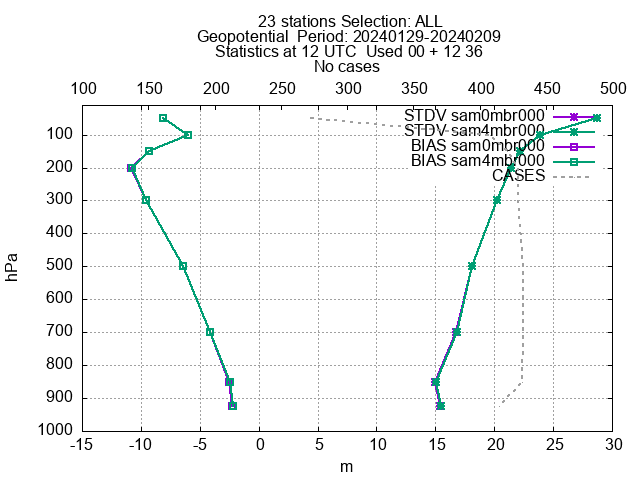 23 stations Selection: ALL
Geopotential  Period: 20240129-20240209
Statistics at 12 UTC  Used 00 + 12 36
No cases
100 150 200 250 300 350 400 450 500
STDV sam0mbr000
STDV sam4mbr000
BIAS sam0mbr000
BIAS sam4mbr000
CASES
100
200
300
400
500
600
700
800
900
1000
hPa
-15 -10 -5 0 5 10 15 20 25 30
m